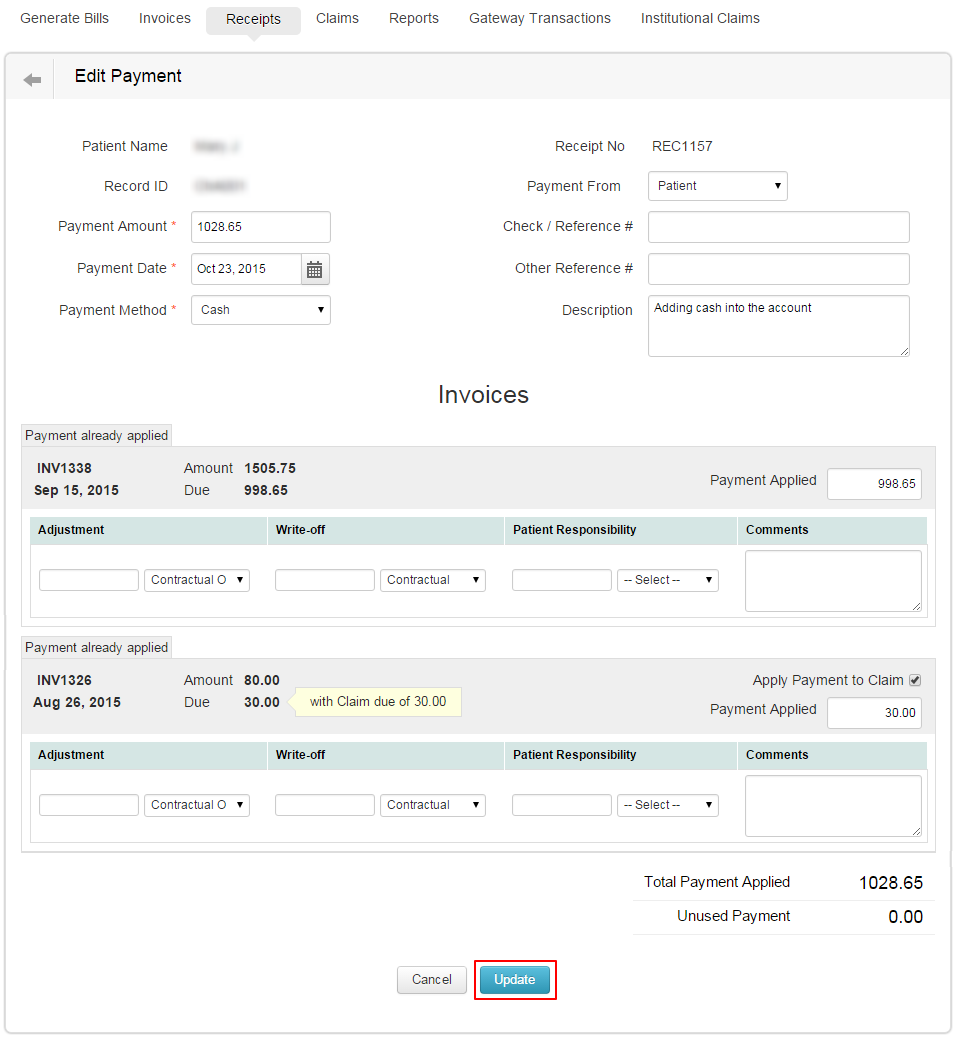 Generate Bills Invoices Receipts Claims Reports Gateway Transactions Institutional Claims
Edit Payment
Patient Name Receipt No REC1157
Record ID Payment From Patient
Payment Amount * 1028.65 Check / Reference #
Payment Date * Oct 23, 2015 Other Reference #
Payment Method * Cash Description Adding cash into the account
Invoices
Payment already applied
INV1338 Amount 1505.75
Sep 15, 2015 Due 998.65 Payment Applied 998.65
Adjustment Write-off Patient Responsibility Comments
Contractual O Contractual -- Select --
Payment already applied
INV1326 Amount 80.00 Apply Payment to Claim
Aug 26, 2015 Due 30.00 with Claim due of 30.00 Payment Applied 30.00
Adjustment Write-off Patient Responsibility Comments
Contractual O Contractual -- Select --
Total Payment Applied 1028.65
Unused Payment 0.00
Cancel Update